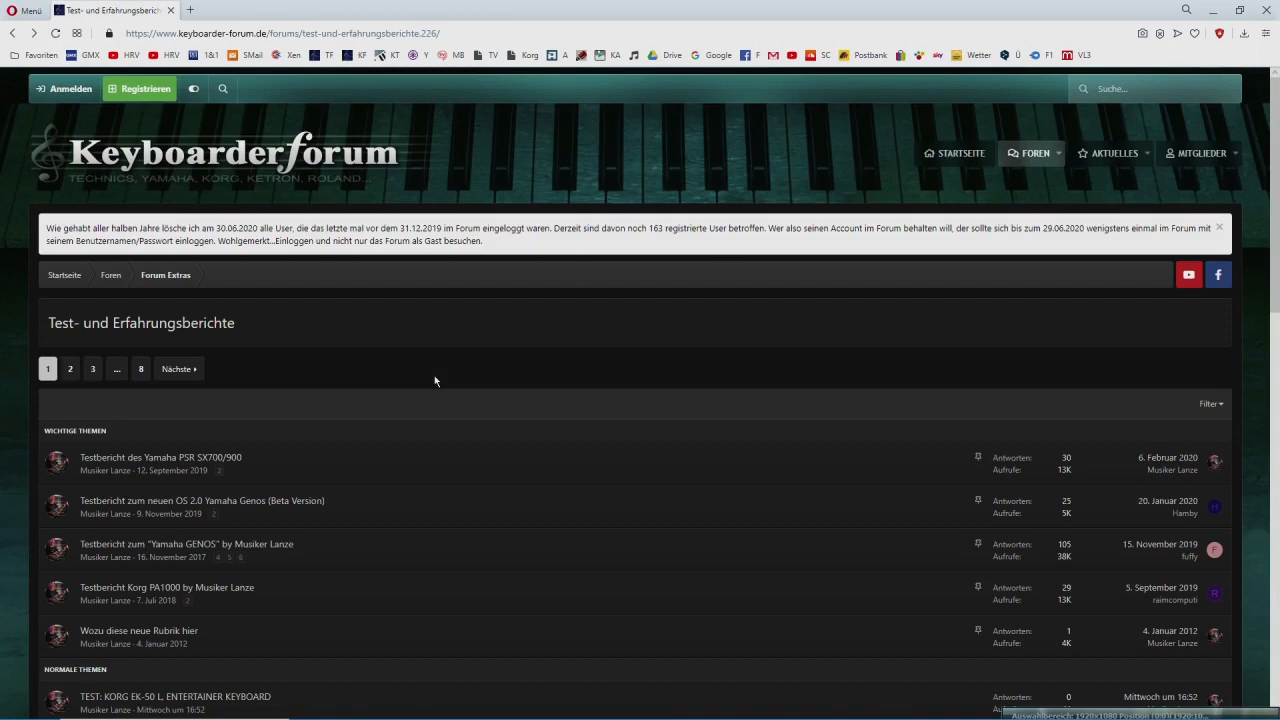 Menü Test- und Erfahrungsberich
https://www.keyboarder-forum.de/forums/test-und-erfahrungsberichte.226/
Favoriten GMX HRV HRV 1&1 SMail Xen TF KF KT Y MB TV Korg A KA Drive Google F SC Postbank sky Wetter Ü F1 VL3
Anmelden Registrieren Suche...
Keyboarderforum
TECHNICS, YAMAHA, KORG, KETRON, ROLAND...
STARTSEITE FOREN AKTUELLES MITGLIEDER
Wie gehabt aller halben Jahre lösche ich am 30.06.2020 alle User, die das letzte mal vor dem 31.12.2019 im Forum eingeloggt waren. Derzeit sind davon noch 163 registrierte User betroffen. Wer also seinen Account im Forum behalten will, der sollte sich bis zum 29.06.2020 wenigstens einmal im Forum mit
seinem Benutzernamen/Passwort einloggen. Wohlgemerkt...Einloggen und nicht nur das Forum als Gast besuchen.
Startseite Foren Forum Extras
Test- und Erfahrungsberichte
1 2 3 ... 8 Nächste
Filter
WICHTIGE THEMEN
Testbericht des Yamaha PSR SX700/900 Antworten: 30 6. Februar 2020
Musiker Lanze · 12. September 2019 2 Aufrufe: 13K Musiker Lanze
Testbericht zum neuen OS 2.0 Yamaha Genos (Beta Version) Antworten: 25 20. Januar 2020
Musiker Lanze · 9. November 2019 2 Aufrufe: 5K Hamby
H
Testbericht zum "Yamaha GENOS" by Musiker Lanze Antworten: 105 15. November 2019
Musiker Lanze · 16. November 2017 4 5 6 Aufrufe: 38K fuffy
F
Testbericht Korg PA1000 by Musiker Lanze Antworten: 29 5. September 2019
Musiker Lanze · 7. Juli 2018 2 Aufrufe: 13K raimcomputi
R
Wozu diese neue Rubrik hier Antworten: 1 4. Januar 2012
Musiker Lanze · 4. Januar 2012 Aufrufe: 4K Musiker Lanze
NORMALE THEMEN
TEST: KORG EK-50 L, ENTERTAINER KEYBOARD Antworten: 0 Mittwoch um 16:52
Musiker Lanze · Mittwoch um 16:52
Auswahlbereich: 1920x1080 Position (0;0)(1920;10...